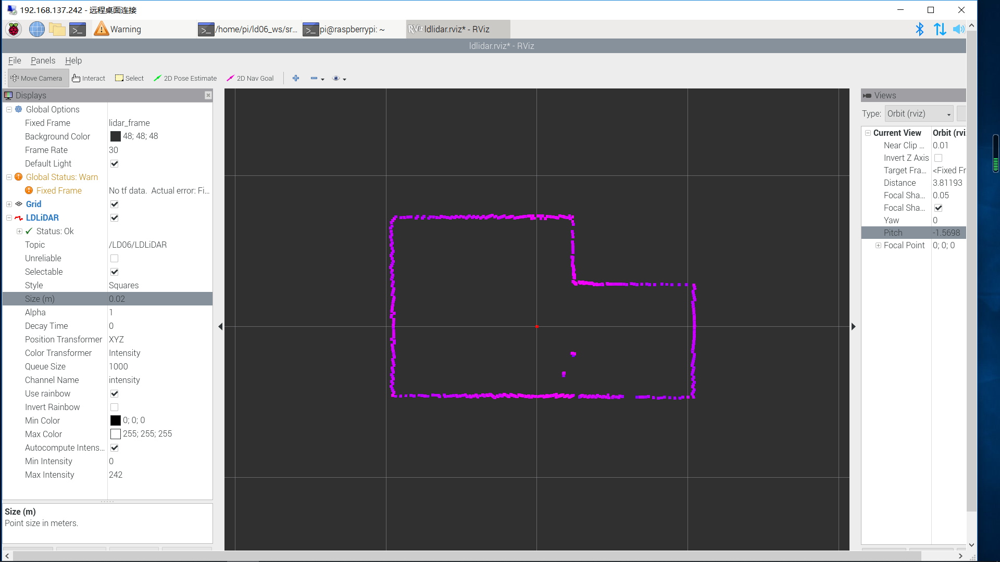 192.168.137.242 - 远程桌面连接
Warning
/home/pi/ld06_ws/sr...
pi@raspberrypi: ~
RViz ldlidar.rviz* - RViz
ldlidar.rviz* - RViz
File Panels Help
Move Camera Interact Select 2D Pose Estimate 2D Nav Goal
Displays
Global Options
Fixed Frame lidar_frame
Background Color 48; 48; 48
Frame Rate 30
Default Light
Global Status: Warn
Fixed Frame No tf data. Actual error: Fi...
Grid
LDLiDAR
Status: Ok
Topic /LD06/LDLiDAR
Unreliable
Selectable
Style Squares
Size (m) 0.02
Alpha 1
Decay Time 0
Position Transformer XYZ
Color Transformer Intensity
Queue Size 1000
Channel Name intensity
Use rainbow
Invert Rainbow
Min Color 0; 0; 0
Max Color 255; 255; 255
Autocompute Intens...
Min Intensity 0
Max Intensity 242
Size (m)
Point size in meters.
Views
Type: Orbit (rviz)
Current View Orbit (rvi
Near Clip ... 0.01
Invert Z Axis
Target Fra... <Fixed Fr
Distance 3.81193
Focal Sha... 0.05
Focal Sha...
Yaw 0
Pitch -1.5698
Focal Point 0; 0; 0